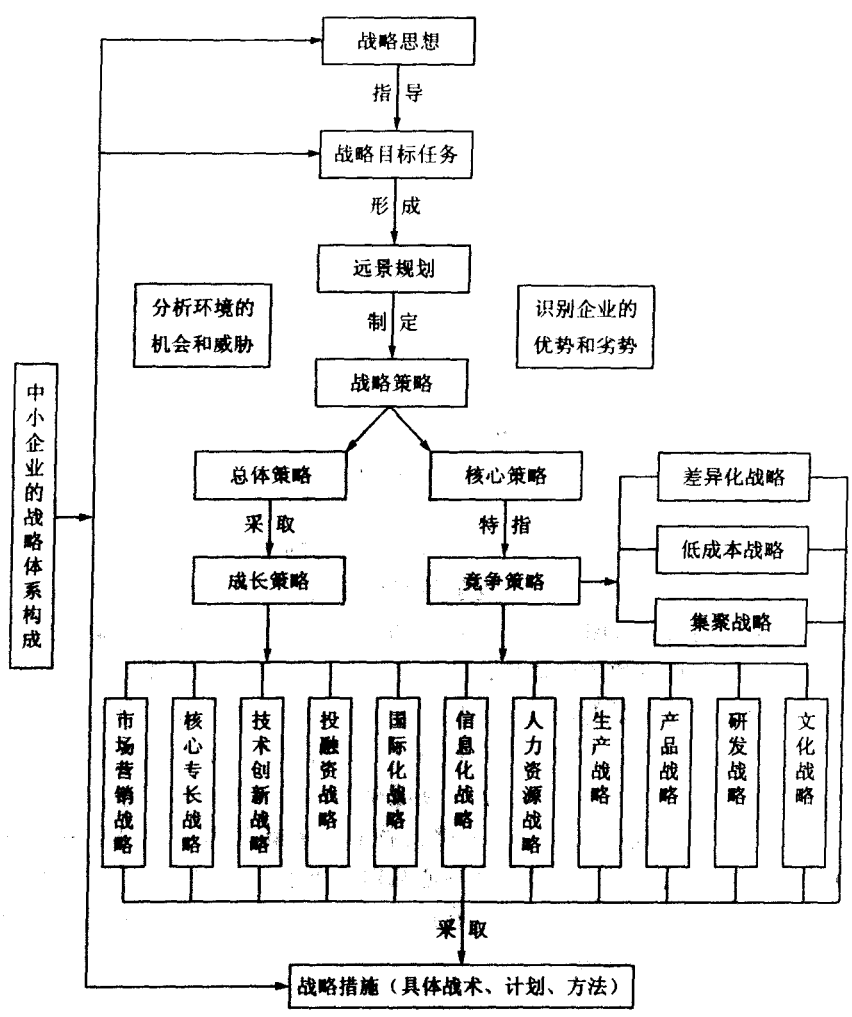 战略思想
指导
战略目标任务
形成
远景规划
分析环境的
机会和威胁
制定
识别企业的
优势和劣势
战略策略
中小企业的战略体系构成
总体策略
核心策略
差异化战略
采取
特指
低成本战略
成长策略
竞争策略
集聚战略
市场营销战略
核心专长战略
技术创新战略
投融资战略
国际化战略
信息化战略
人力资源战略
生产战略
产品战略
研发战略
文化战略
采取
战略措施（具体战术、计划、方法）